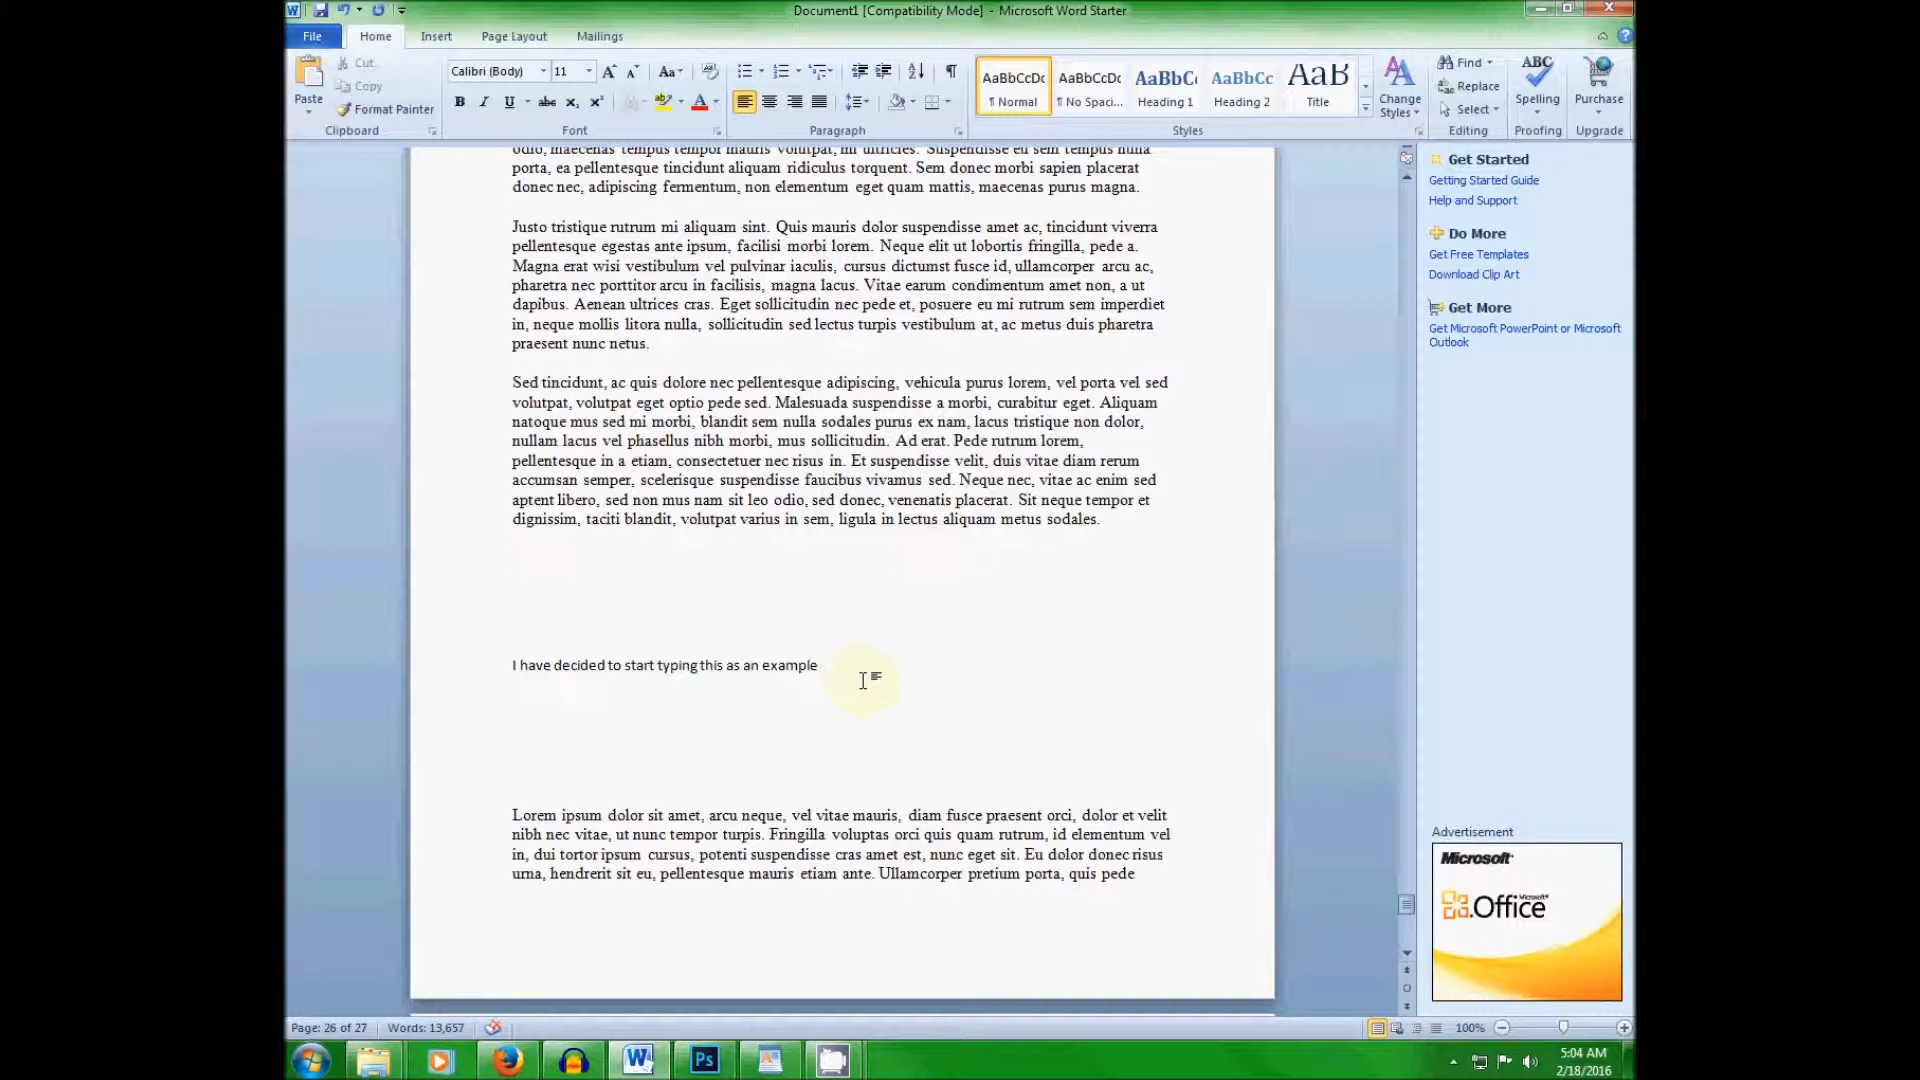 Document1 [Compatibility Mode] - Microsoft Word Starter
File Home Insert Page Layout Mailings
Paste
Cut
Copy
Format Painter
Clipboard
Calibri (Body) 11
Font
Paragraph
AaBbCcDc AaBbCcDc AaBbC AaBbCc AaB
¶ Normal ¶ No Spaci... Heading 1 Heading 2 Title
Change
Styles
Styles
Find
Replace
Select
Editing
ABC
Spelling
Proofing
Purchase
Upgrade
odio, maecenas tempus tempor mauris volutpat, mi ultricies. Suspendisse eu sem tempus nulla
porta, ea pellentesque tincidunt aliquam ridiculus torquent. Sem donec morbi sapien placerat
donec nec, adipiscing fermentum, non elementum eget quam mattis, maecenas purus magna.
Justo tristique rutrum mi aliquam sint. Quis mauris dolor suspendisse amet ac, tincidunt viverra
pellentesque egestas ante ipsum, facilisi morbi lorem. Neque elit ut lobortis fringilla, pede a.
Magna erat wisi vestibulum vel pulvinar iaculis, cursus dictumst fusce id, ullamcorper arcu ac,
pharetra nec porttitor arcu in facilisis, magna lacus. Vitae earum condimentum amet non, a ut
dapibus. Aenean ultrices cras. Eget sollicitudin nec pede et, posuere eu mi rutrum sem imperdiet
in, neque mollis litora nulla, sollicitudin sed lectus turpis vestibulum at, ac metus duis pharetra
praesent nunc netus.
Sed tincidunt, ac quis dolore nec pellentesque adipiscing, vehicula purus lorem, vel porta vel sed
volutpat, volutpat eget optio pede sed. Malesuada suspendisse a morbi, curabitur eget. Aliquam
natoque mus sed mi morbi, blandit sem nulla sodales purus ex nam, lacus tristique non dolor,
nullam lacus vel phasellus nibh morbi, mus sollicitudin. Ad erat. Pede rutrum lorem,
pellentesque in a etiam, consectetuer nec risus in. Et suspendisse velit, duis vitae diam rerum
accumsan semper, scelerisque suspendisse faucibus vivamus sed. Neque nec, vitae ac enim sed
aptent libero, sed non mus nam sit leo odio, sed donec, venenatis placerat. Sit neque tempor et
dignissim, taciti blandit, volutpat varius in sem, ligula in lectus aliquam metus sodales.
I have decided to start typing this as an example
Lorem ipsum dolor sit amet, arcu neque, vel vitae mauris, diam fusce praesent orci, dolor et velit
nibh nec vitae, ut nunc tempor turpis. Fringilla voluptas orci quis quam rutrum, id elementum vel
in, dui tortor ipsum cursus, potenti suspendisse cras amet est, nunc eget sit. Eu dolor donec risus
urna, hendrerit sit eu, pellentesque mauris etiam ante. Ullamcorper pretium porta, quis pede
Get Started
Getting Started Guide
Help and Support
Do More
Get Free Templates
Download Clip Art
Get More
Get Microsoft PowerPoint or Microsoft
Outlook
Advertisement
Microsoft
Microsoft
Office
Page: 26 of 27 Words: 13,657
100%
Ps
5:04 AM
2/18/2016